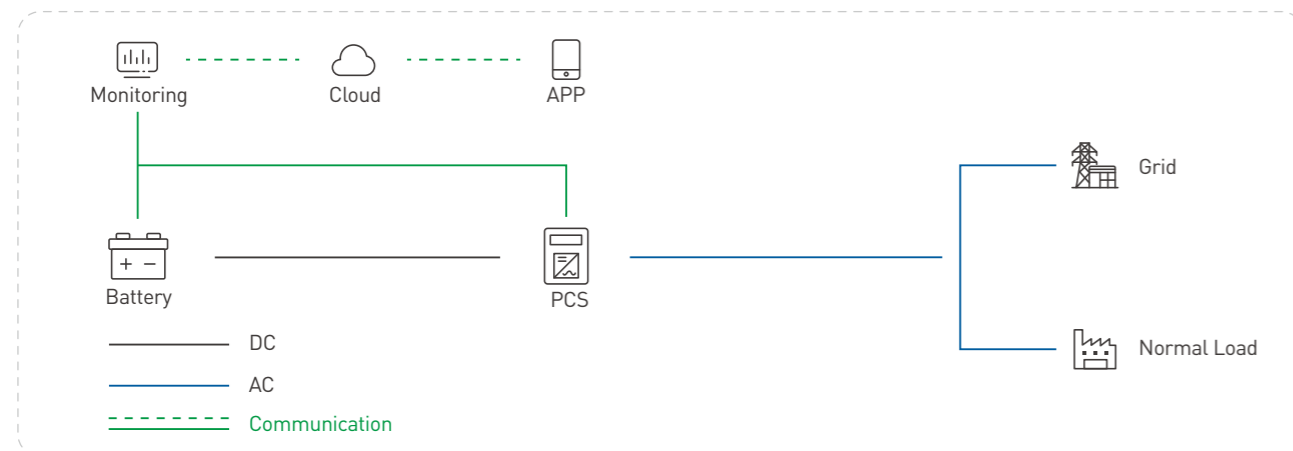 Monitoring
Cloud
APP
Grid
Battery
PCS
DC
Normal Load
AC
Communication